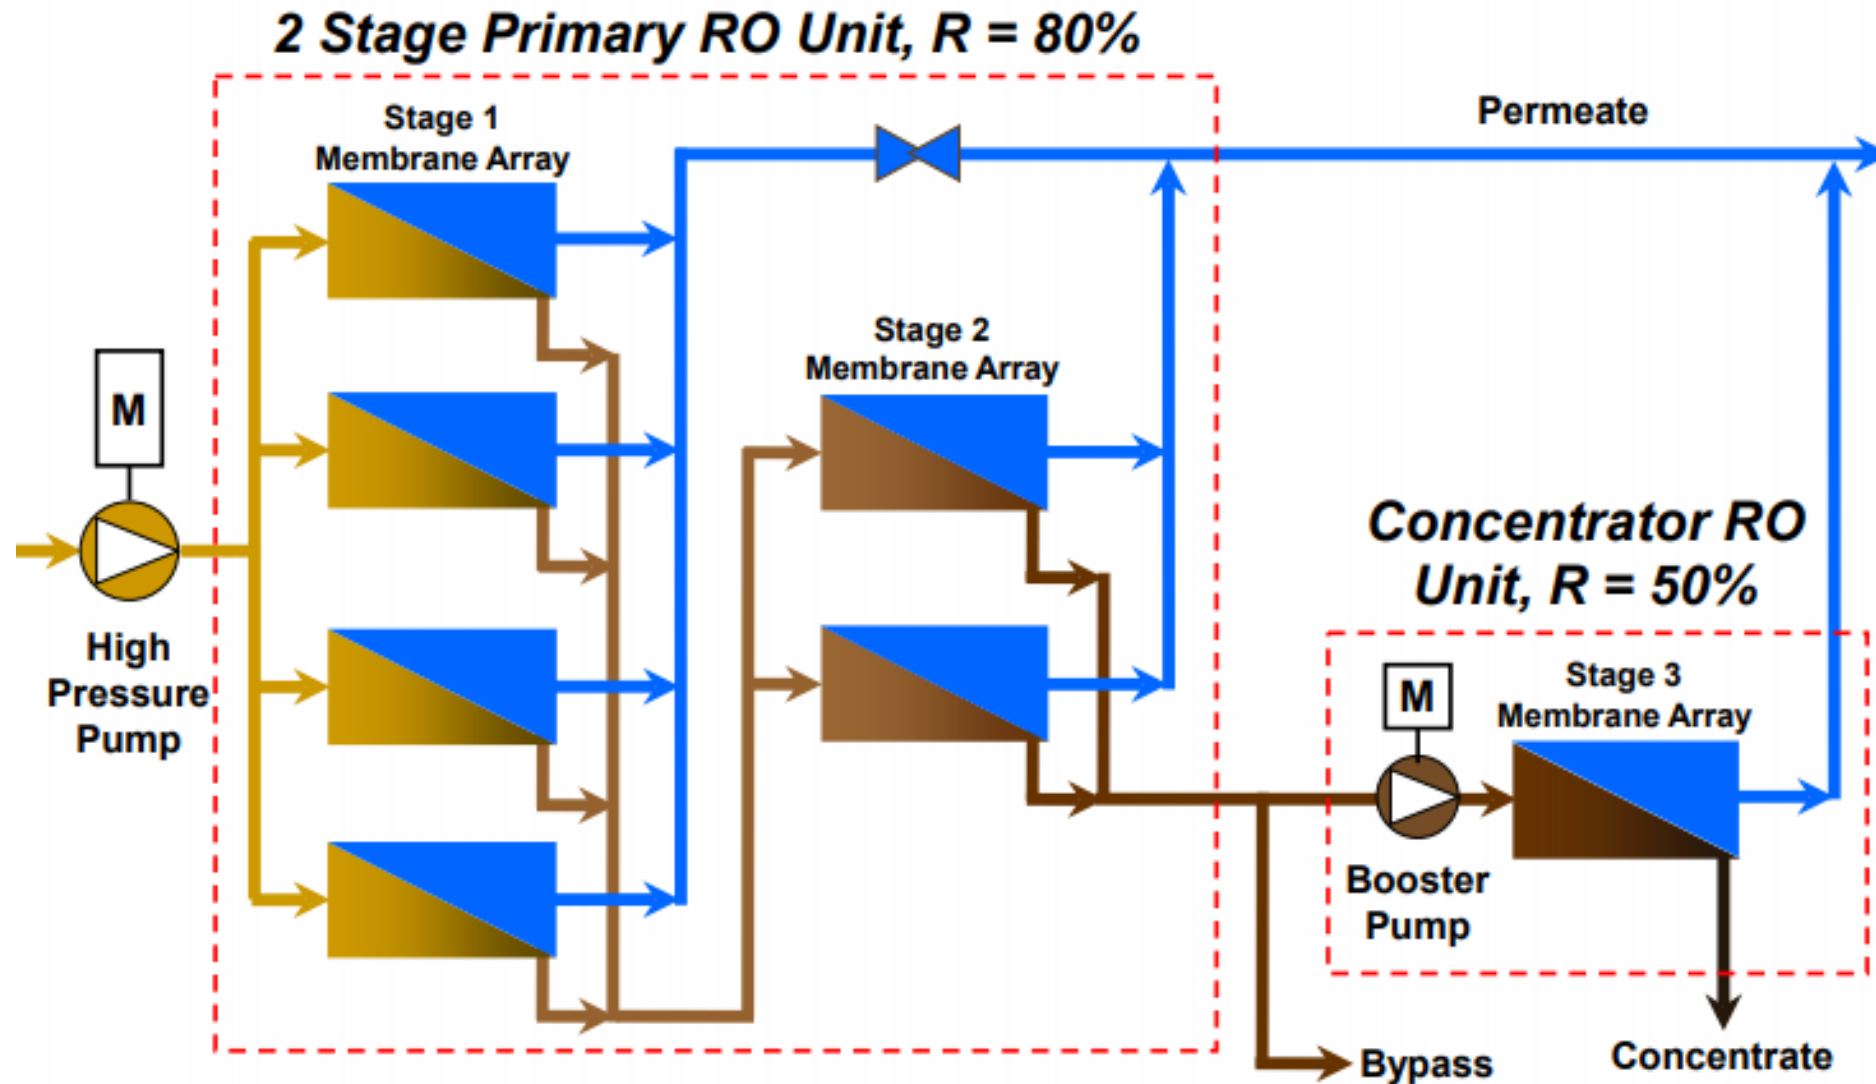 2 Stage Primary RO Unit, R = 80%
Stage 1
Membrane Array
Permeate
Stage 2
Membrane Array
M
High
Pressure
Pump
Concentrator RO
Unit, R = 50%
M
Stage 3
Membrane Array
Booster
Pump
Bypass
Concentrate